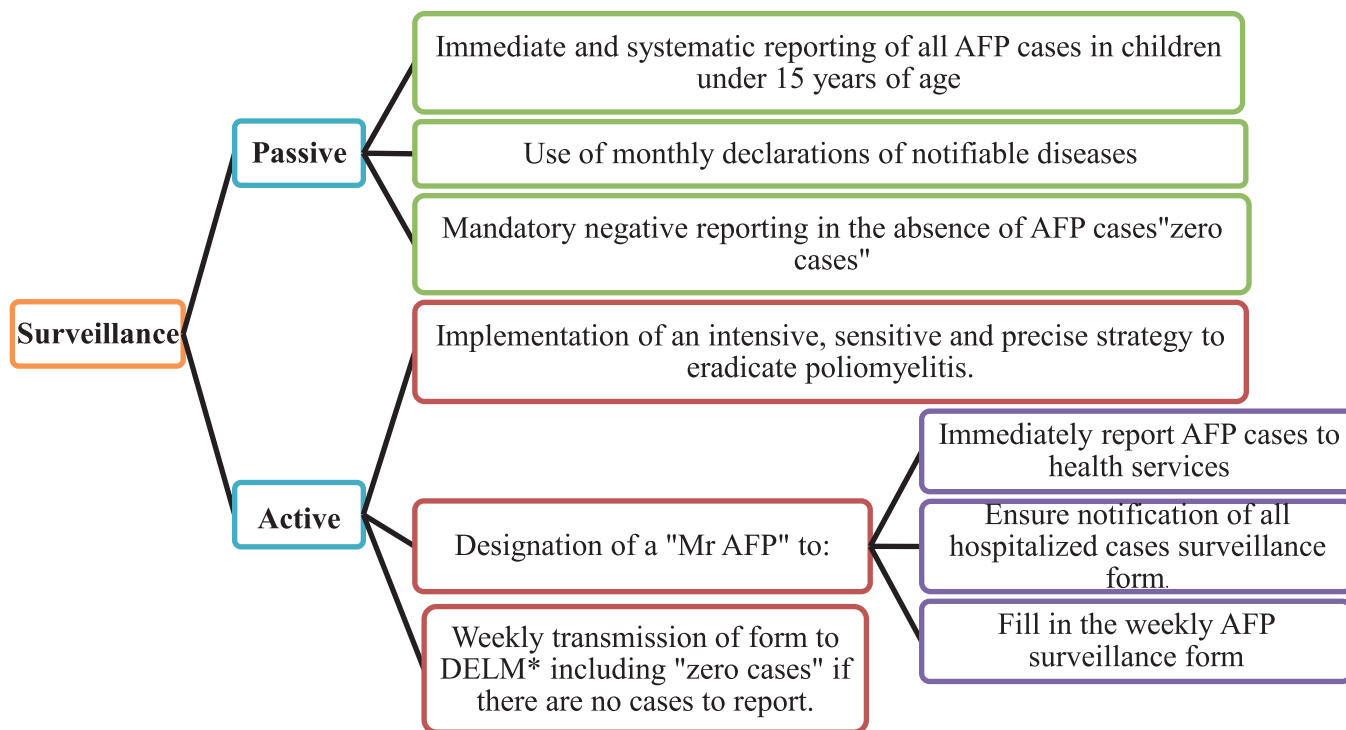 Surveillance
Passive
Immediate and systematic reporting of all AFP cases in children
under 15 years of age
Use of monthly declarations of notifiable diseases
Mandatory negative reporting in the absence of AFP cases"zero
cases"
Active
Implementation of an intensive, sensitive and precise strategy to
eradicate poliomyelitis.
Designation of a "Mr AFP" to:
Immediately report AFP cases to
health services
Ensure notification of all
hospitalized cases surveillance
form.
Fill in the weekly AFP
surveillance form
Weekly transmission of form to
DELM* including "zero cases" if
there are no cases to report.